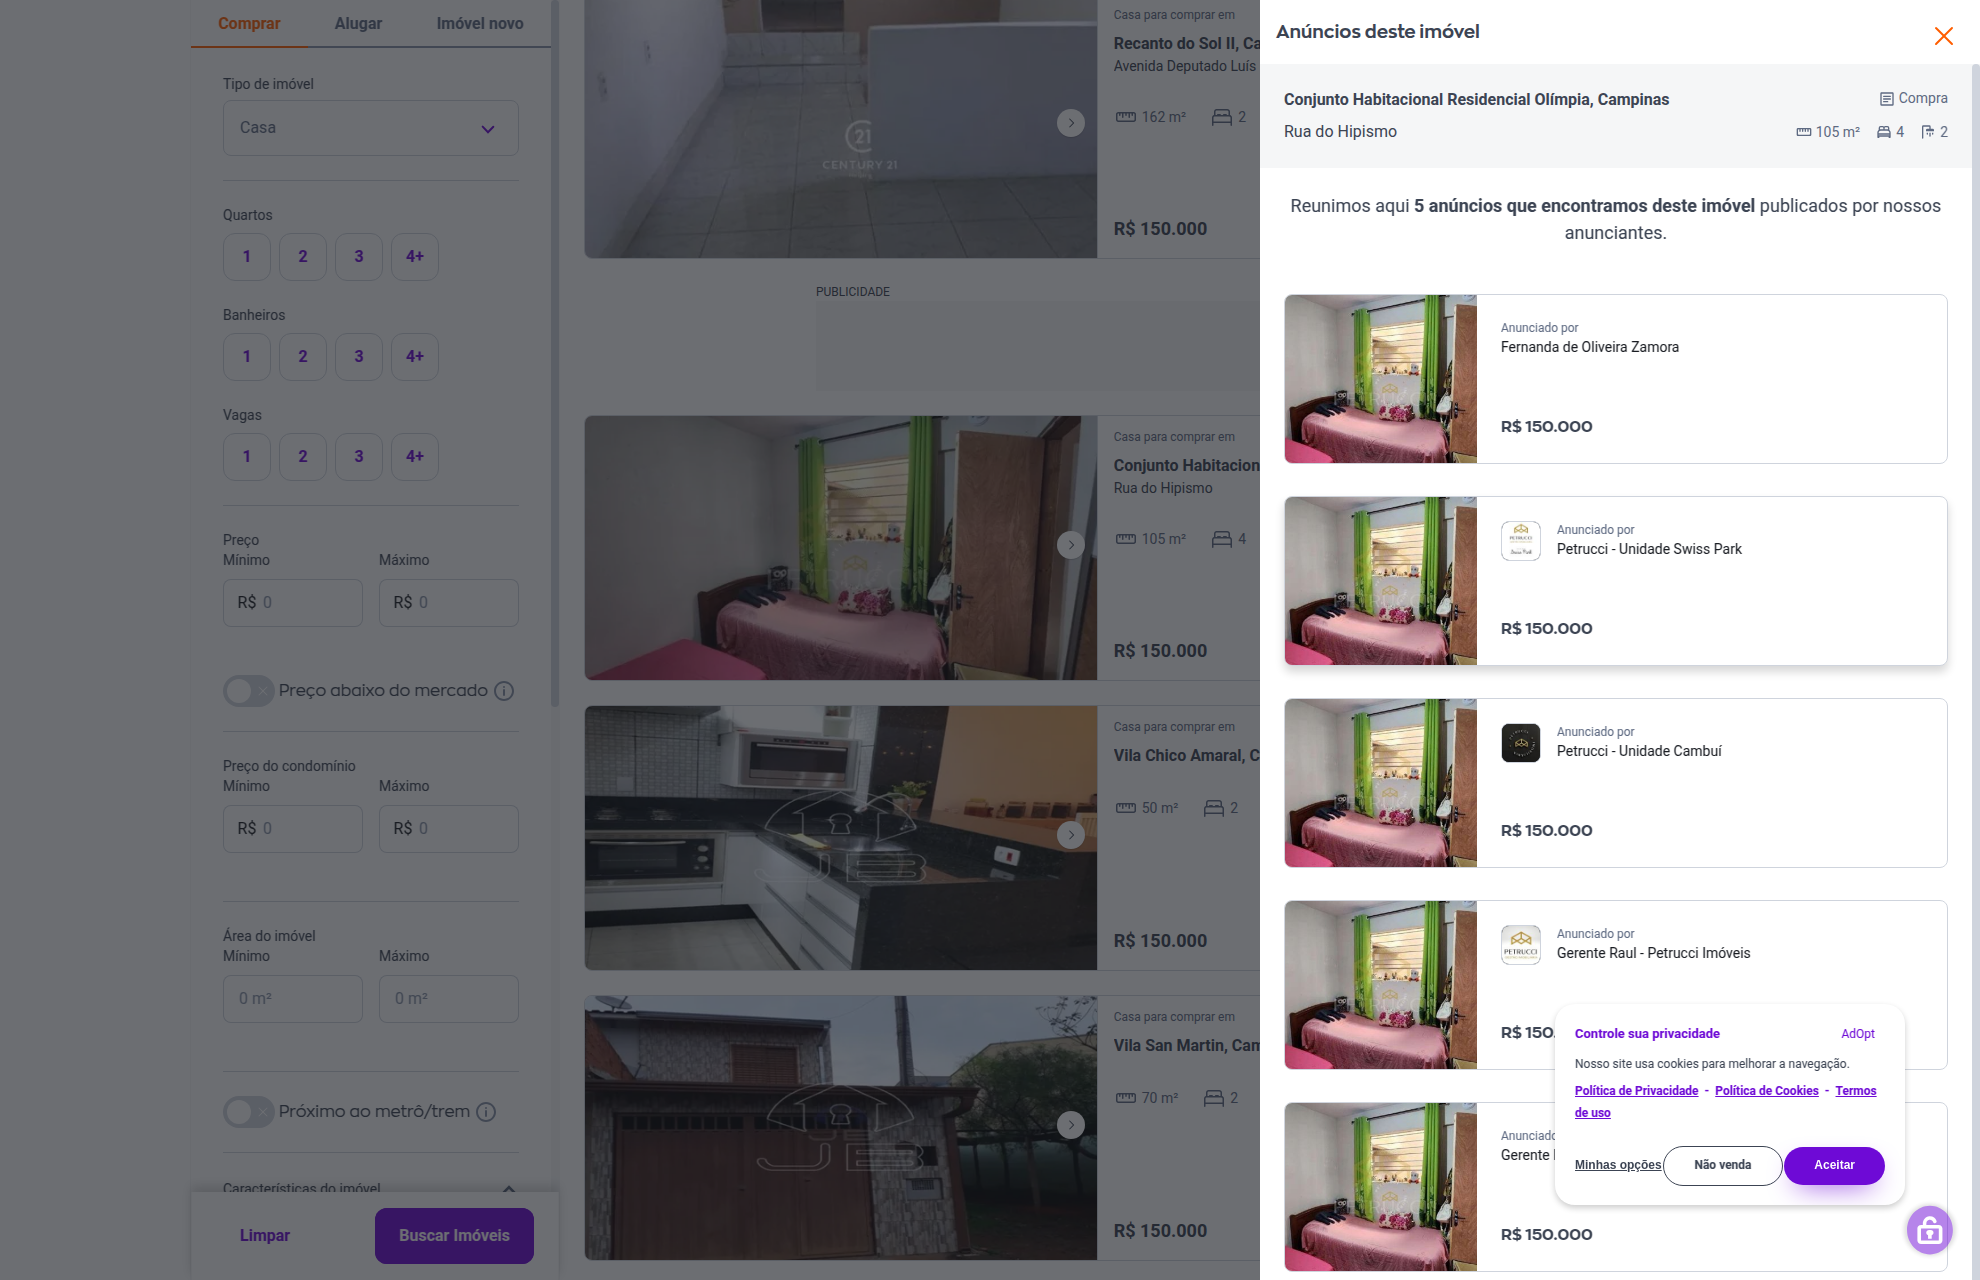 Comprar
Alugar
Imóvel novo
Tipo de imóvel
Casa
Quartos
1
2
3
4+
Banheiros
1
2
3
4+
Vagas
1
2
3
4+
Preço
Mínimo
Máximo
R$ 0
R$ 0
Preço abaixo do mercado
Preço do condomínio
Mínimo
Máximo
R$ 0
R$ 0
Área do imóvel
Mínimo
Máximo
0 m²
0 m²
Próximo ao metrô/trem
Características do imóvel
Limpar
Buscar Imóveis
21
CENTURY 21
Casa para comprar em
Recanto do Sol II, Ca
Avenida Deputado Luís
162 m²
2
R$ 150.000
PUBLICIDADE
Casa para comprar em
Conjunto Habitacion
Rua do Hipismo
105 m²
4
R$ 150.000
Casa para comprar em
Vila Chico Amaral, C
50 m²
2
R$ 150.000
JB
Casa para comprar em
Vila San Martin, Cam
70 m²
2
R$ 150.000
JB
Anúncios deste imóvel
Conjunto Habitacional Residencial Olímpia, Campinas
Compra
Rua do Hipismo
105 m²
4
2
Reunimos aqui 5 anúncios que encontramos deste imóvel publicados por nossos
anunciantes.
Anunciado por
Fernanda de Oliveira Zamora
R$ 150.000
PETRUCCI
Swiss Park
Anunciado por
Petrucci - Unidade Swiss Park
R$ 150.000
Anunciado por
Petrucci - Unidade Cambuí
R$ 150.000
PETRUCCI
Anunciado por
Gerente Raul - Petrucci Imóveis
R$ 150.
Anunciado
Gerente
R$ 150.000
Controle sua privacidade
AdOpt
Nosso site usa cookies para melhorar a navegação.
Política de Privacidade - Política de Cookies - Termos
de uso
Minhas opções
Não venda
Aceitar